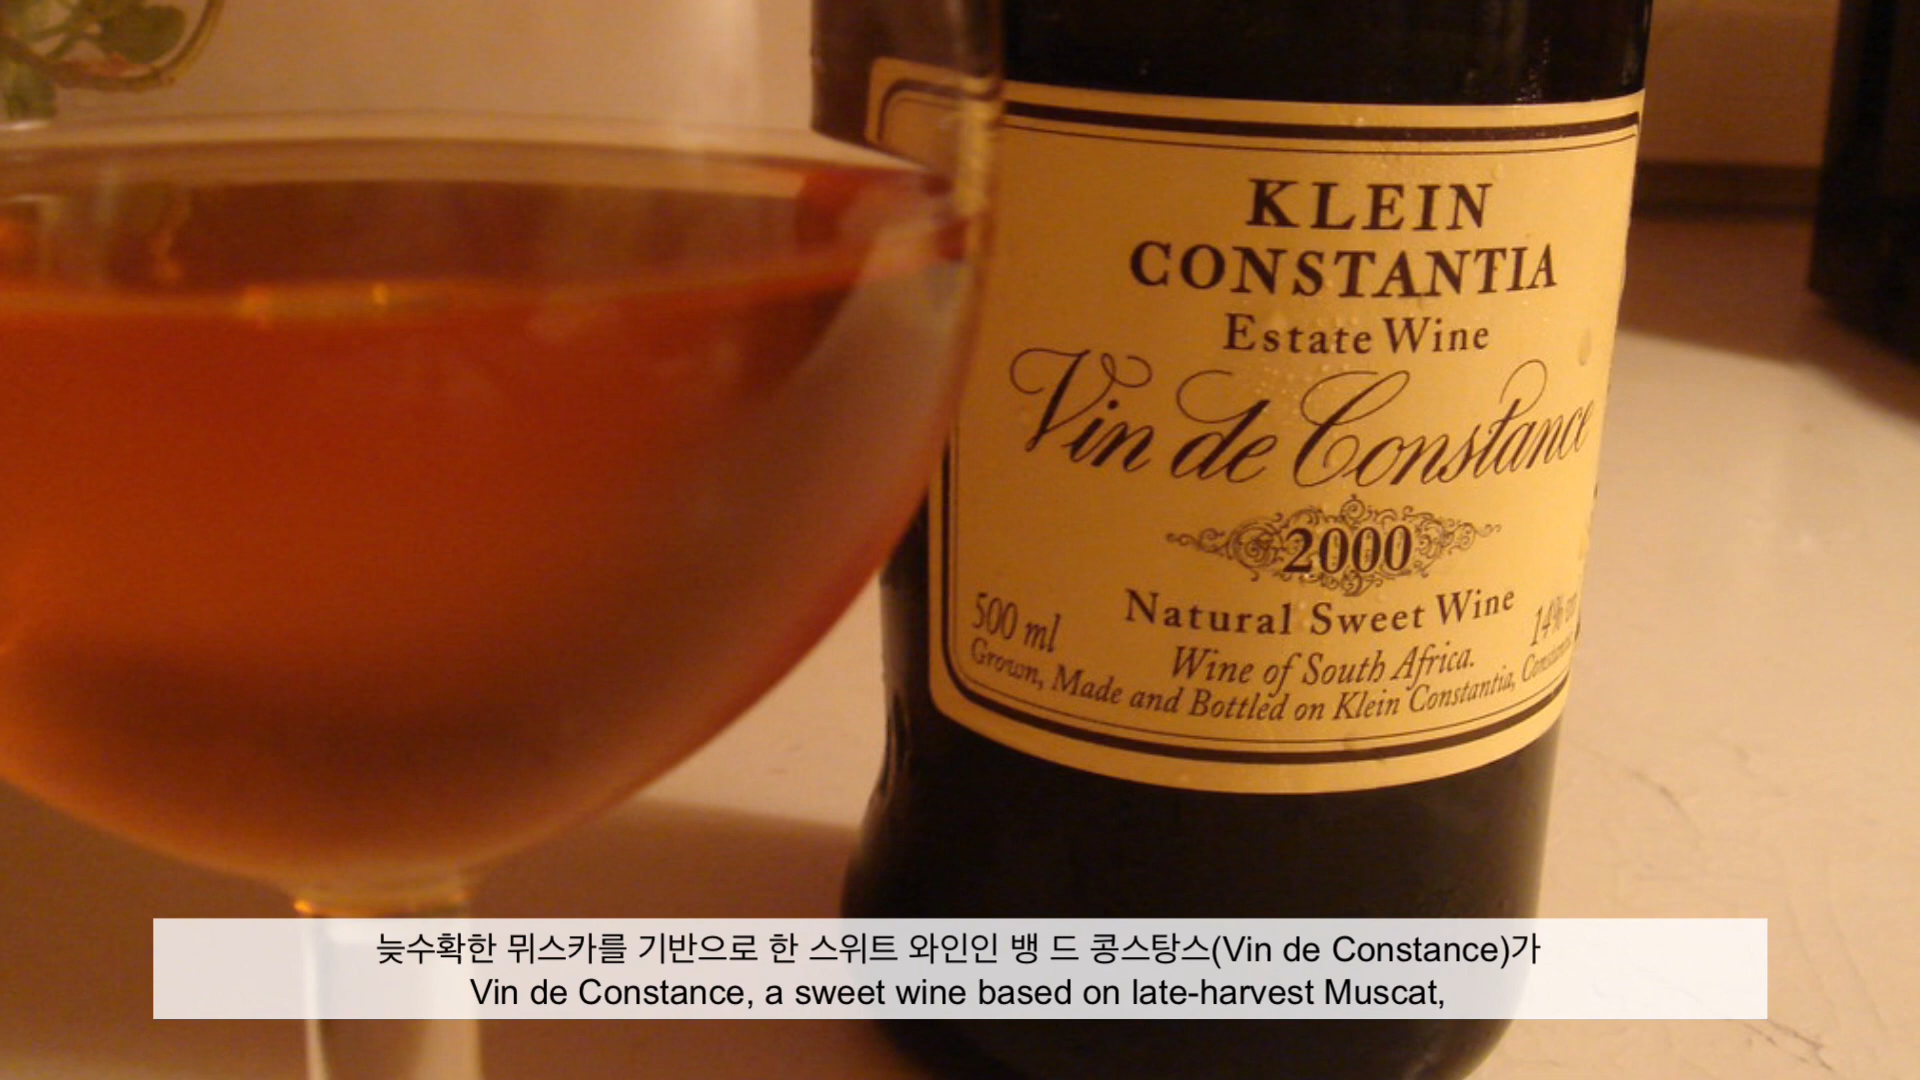 KLEIN
CONSTANTIA
Estate Wine
Vin de Constance
2000
Natural Sweet Wine
500 ml
14%
Wine of South Africa.
Grown, Made and Bottled on Klein Constantia,
늦수확한 뮈스카를 기반으로 한 스위트 와인인 뱅 드 콩스탕스(Vin de Constance)가
Vin de Constance, a sweet wine based on late-harvest Muscat,